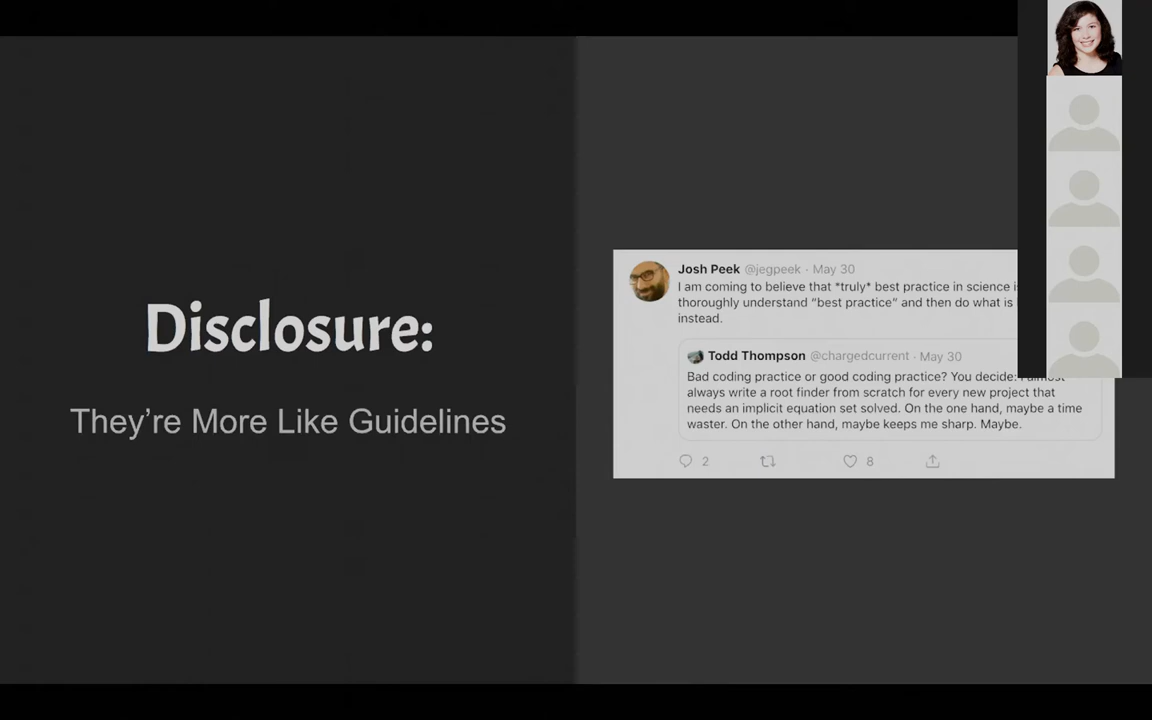 Disclosure:
They're More Like Guidelines
Josh Peek @jegpeek · May 30
I am coming to believe that *truly* best practice in science
thoroughly understand “best practice” and then do what is
instead.
Todd Thompson @chargedcurrent · May 30
Bad coding practice or good coding practice? You decide: I almost
always write a root finder from scratch for every new project that
needs an implicit equation set solved. On the one hand, maybe a time
waster. On the other hand, maybe keeps me sharp. Maybe.
2
8